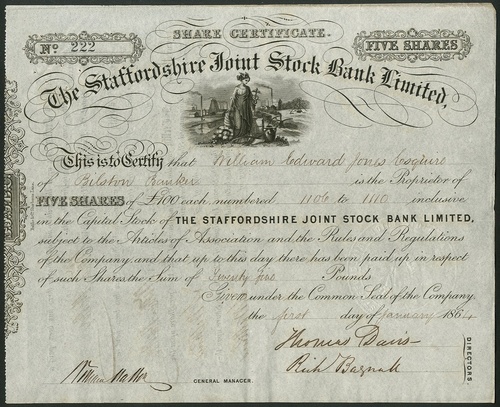 SHARE CERTIFICATE.
No 222
FIVE SHARES
The Staffordshire Joint Stock Bank Limited,
This is to Certify that William Edward Jones Esquire
of Bilston Banker is the Proprietor of
FIVE SHARES of £100 each, numbered 1106 to 1110 inclusive
in the Capital Stock of THE STAFFORDSHIRE JOINT STOCK BANK LIMITED,
subject to the Articles of Association and the Rules and Regulations
of the Company and that up to this day there has been paid up in respect
of such Shares the Sum of Twenty five Pounds
Given under the Common Seal of the Company
the first day of January 1864
Thomas Davis
Rich Bagnall
DIRECTORS
GENERAL MANAGER.